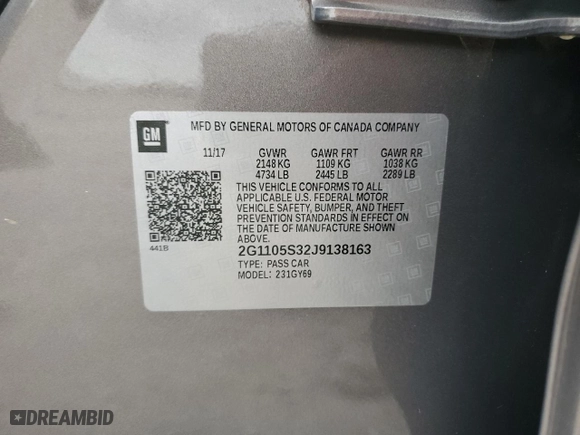 GM
MFD BY GENERAL MOTORS OF CANADA COMPANY
11/17 GVWR GAWR FRT GAWR RR
2148 KG 1109 KG 1038 KG
4734 LB 2445 LB 2289 LB
THIS VEHICLE CONFORMS TO ALL
APPLICABLE U.S. FEDERAL MOTOR
VEHICLE SAFETY, BUMPER, AND THEFT
PREVENTION STANDARDS IN EFFECT ON
THE DATE OF MANUFACTURE SHOWN
ABOVE.
441B
2G1105S32J9138163
TYPE: PASS CAR
MODEL: 231GY69
DREAMBID